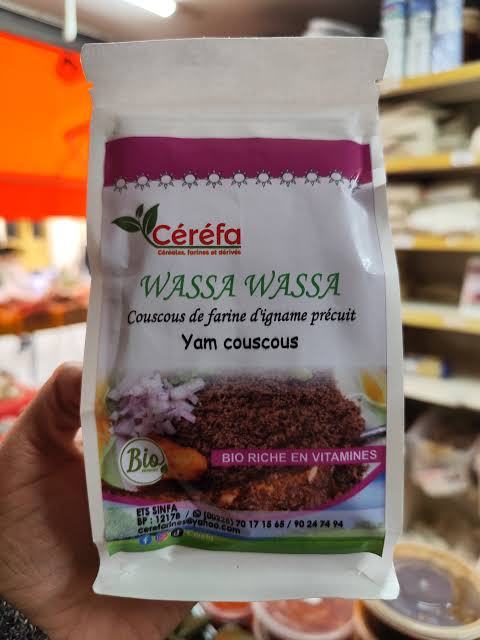 Céréfa
Céréales, farines et dérivés
WASSA WASSA
Couscous de farine d'igname précuit
Yam couscous
Bio
BIO RICHE EN VITAMINES
ETS SINFA
BP : 12178 / (00228) 70 17 15 65 / 90 24 74 94
cerefarines@yahoo.com
Cerefa